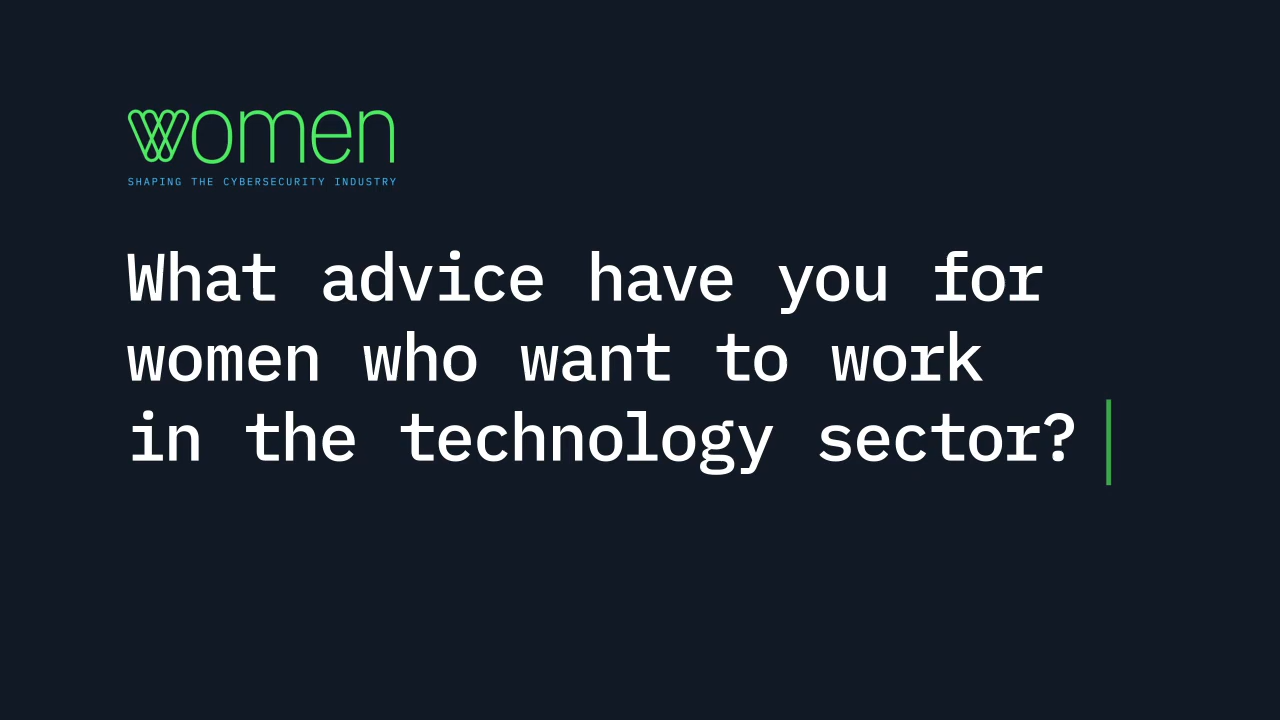 women
SHAPING THE CYBERSECURITY INDUSTRY
What advice have you for
women who want to work
in the technology sector?